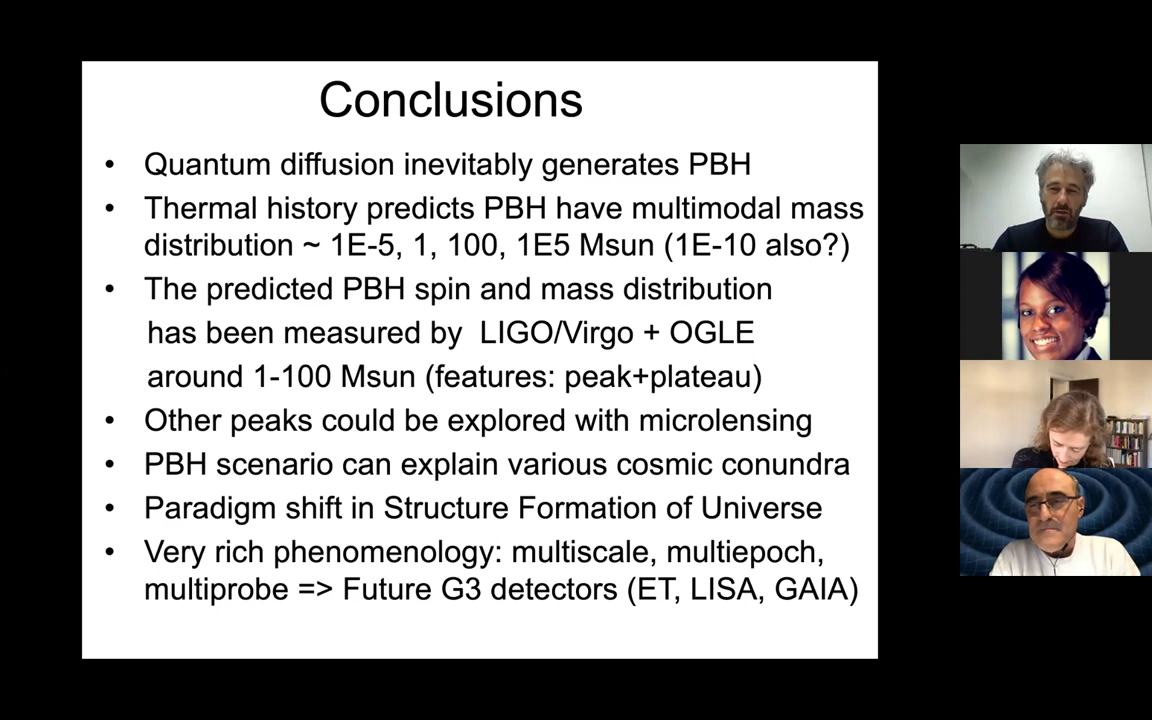 Conclusions
• Quantum diffusion inevitably generates PBH
• Thermal history predicts PBH have multimodal mass
distribution ~ 1E-5, 1, 100, 1E5 Msun (1E-10 also?)
• The predicted PBH spin and mass distribution
has been measured by LIGO/Virgo + OGLE
around 1-100 Msun (features: peak+plateau)
• Other peaks could be explored with microlensing
• PBH scenario can explain various cosmic conundra
• Paradigm shift in Structure Formation of Universe
• Very rich phenomenology: multiscale, multiepoch,
multiprobe => Future G3 detectors (ET, LISA, GAIA)